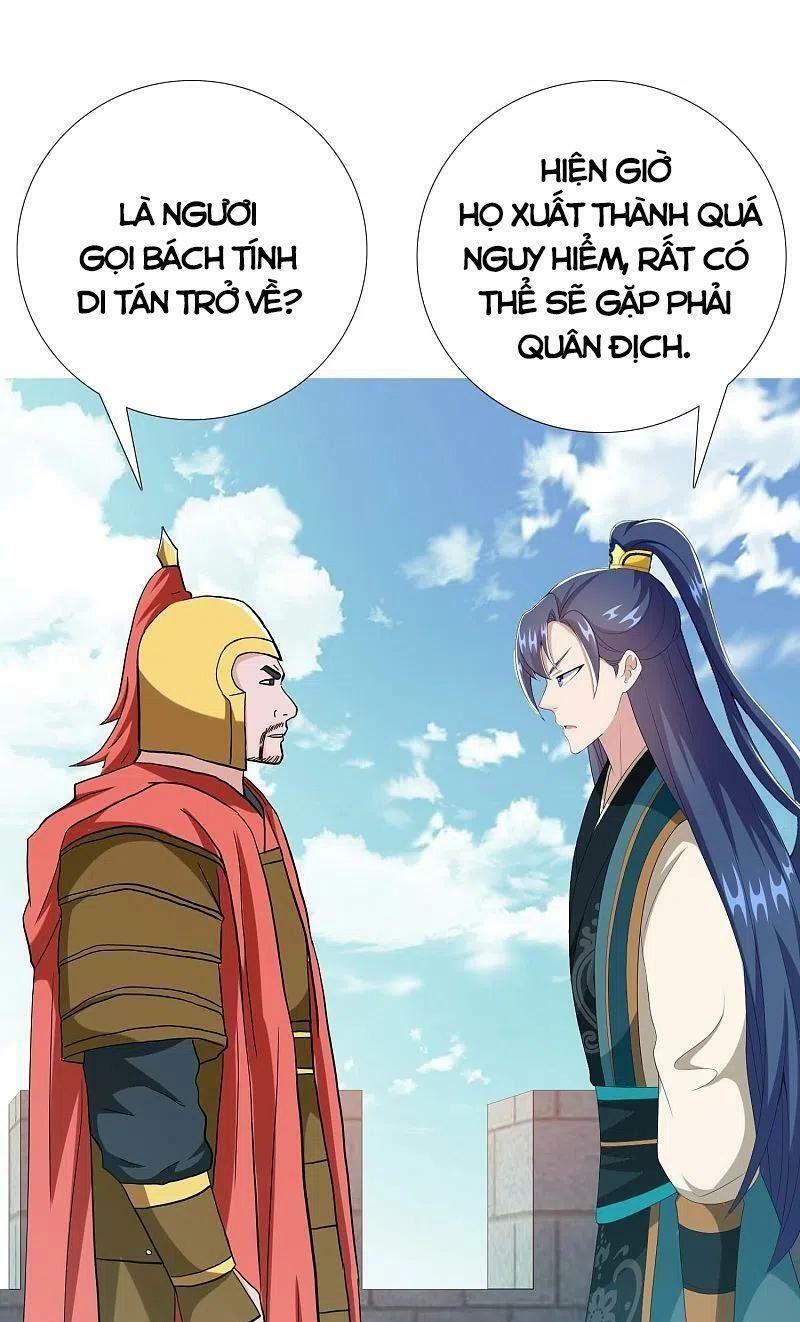 LÀ NGƯƠI
GỌI BÁCH TÍNH
DI TÁN TRỞ VỀ?
HIỆN GIỜ
HỌ XUẤT THÀNH QUÁ
NGUY HIỂM, RẤT CÓ
THỂ SẼ GẶP PHẢI
QUÂN ĐỊCH.